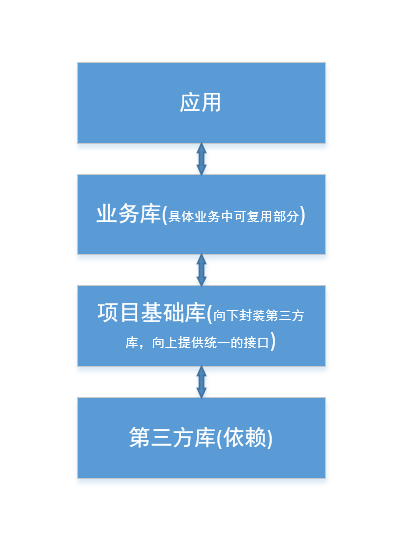 应用
业务库(具体业务中可复用部分)
项目基础库(向下封装第三方
库，向上提供统一的接口)
第三方库(依赖)